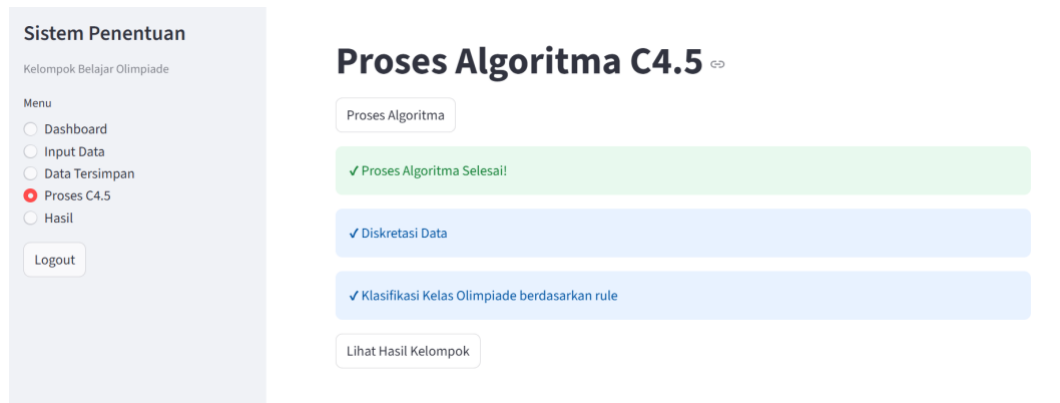 Sistem Penentuan
Kelompok Belajar Olimpiade
Menu
Dashboard
Input Data
Data Tersimpan
Proses C4.5
Hasil
Logout
Proses Algoritma C4.5
Proses Algoritma
✓ Proses Algoritma Selesai!
✓ Diskretasi Data
✓ Klasifikasi Kelas Olimpiade berdasarkan rule
Lihat Hasil Kelompok